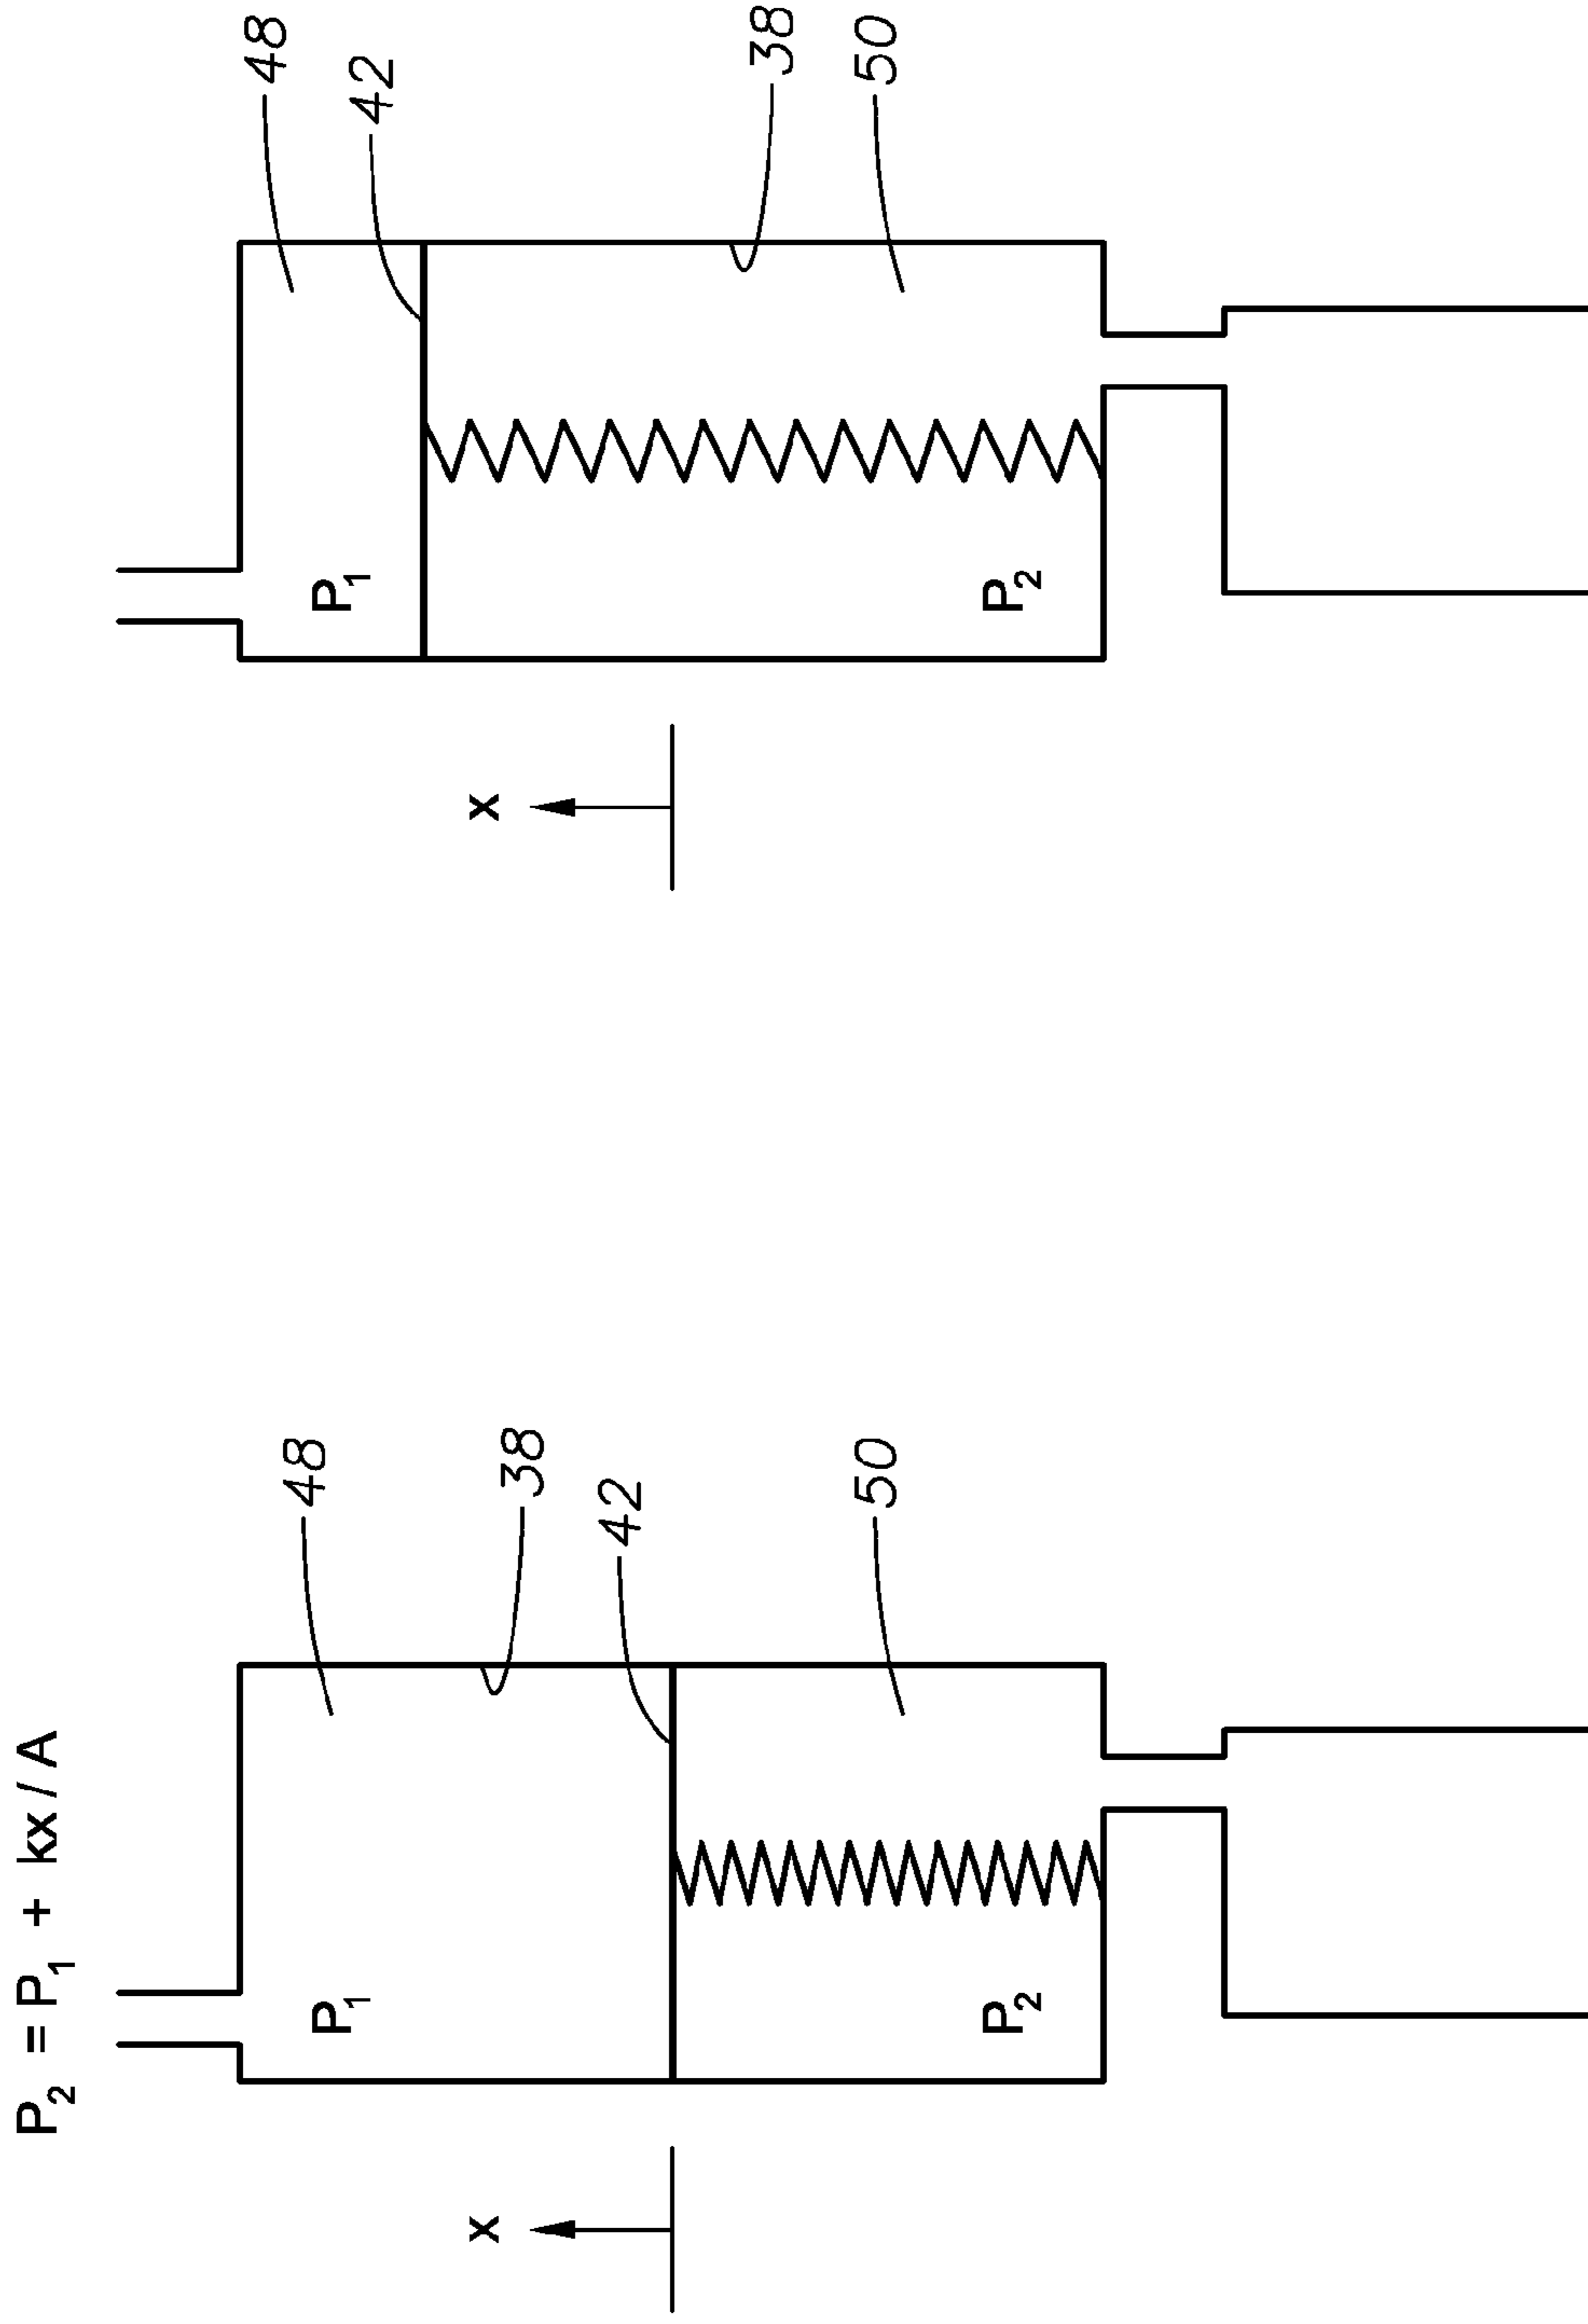 P₂ = P₁ + kx / A
x
P₁
48
38
42
P₂
50
x
P₁
48
42
38
P₂
50